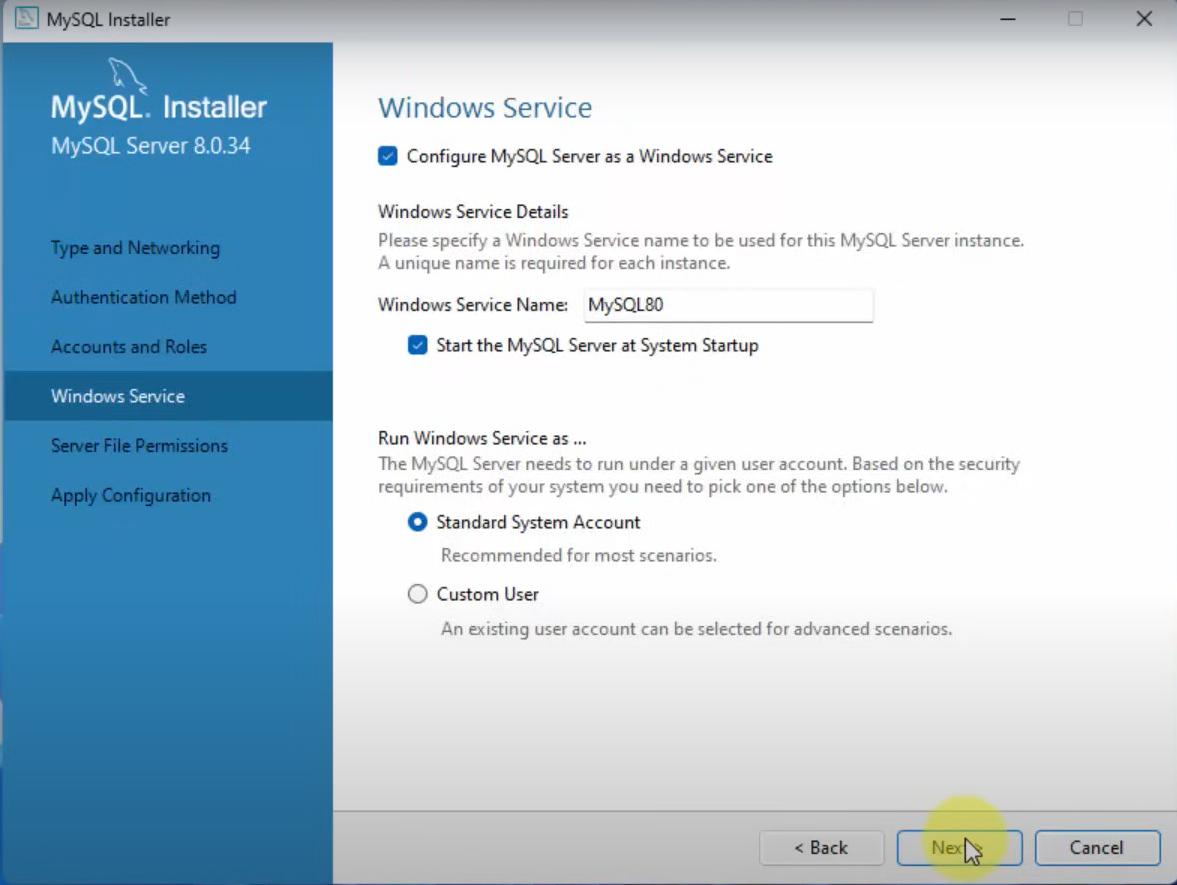 MySQL Installer
MySQL. Installer
MySQL Server 8.0.34
Type and Networking
Authentication Method
Accounts and Roles
Windows Service
Server File Permissions
Apply Configuration
Windows Service
Configure MySQL Server as a Windows Service
Windows Service Details
Please specify a Windows Service name to be used for this MySQL Server instance.
A unique name is required for each instance.
Windows Service Name: MySQL80
Start the MySQL Server at System Startup
Run Windows Service as ...
The MySQL Server needs to run under a given user account. Based on the security
requirements of your system you need to pick one of the options below.
Standard System Account
Recommended for most scenarios.
Custom User
An existing user account can be selected for advanced scenarios.
< Back Next > Cancel